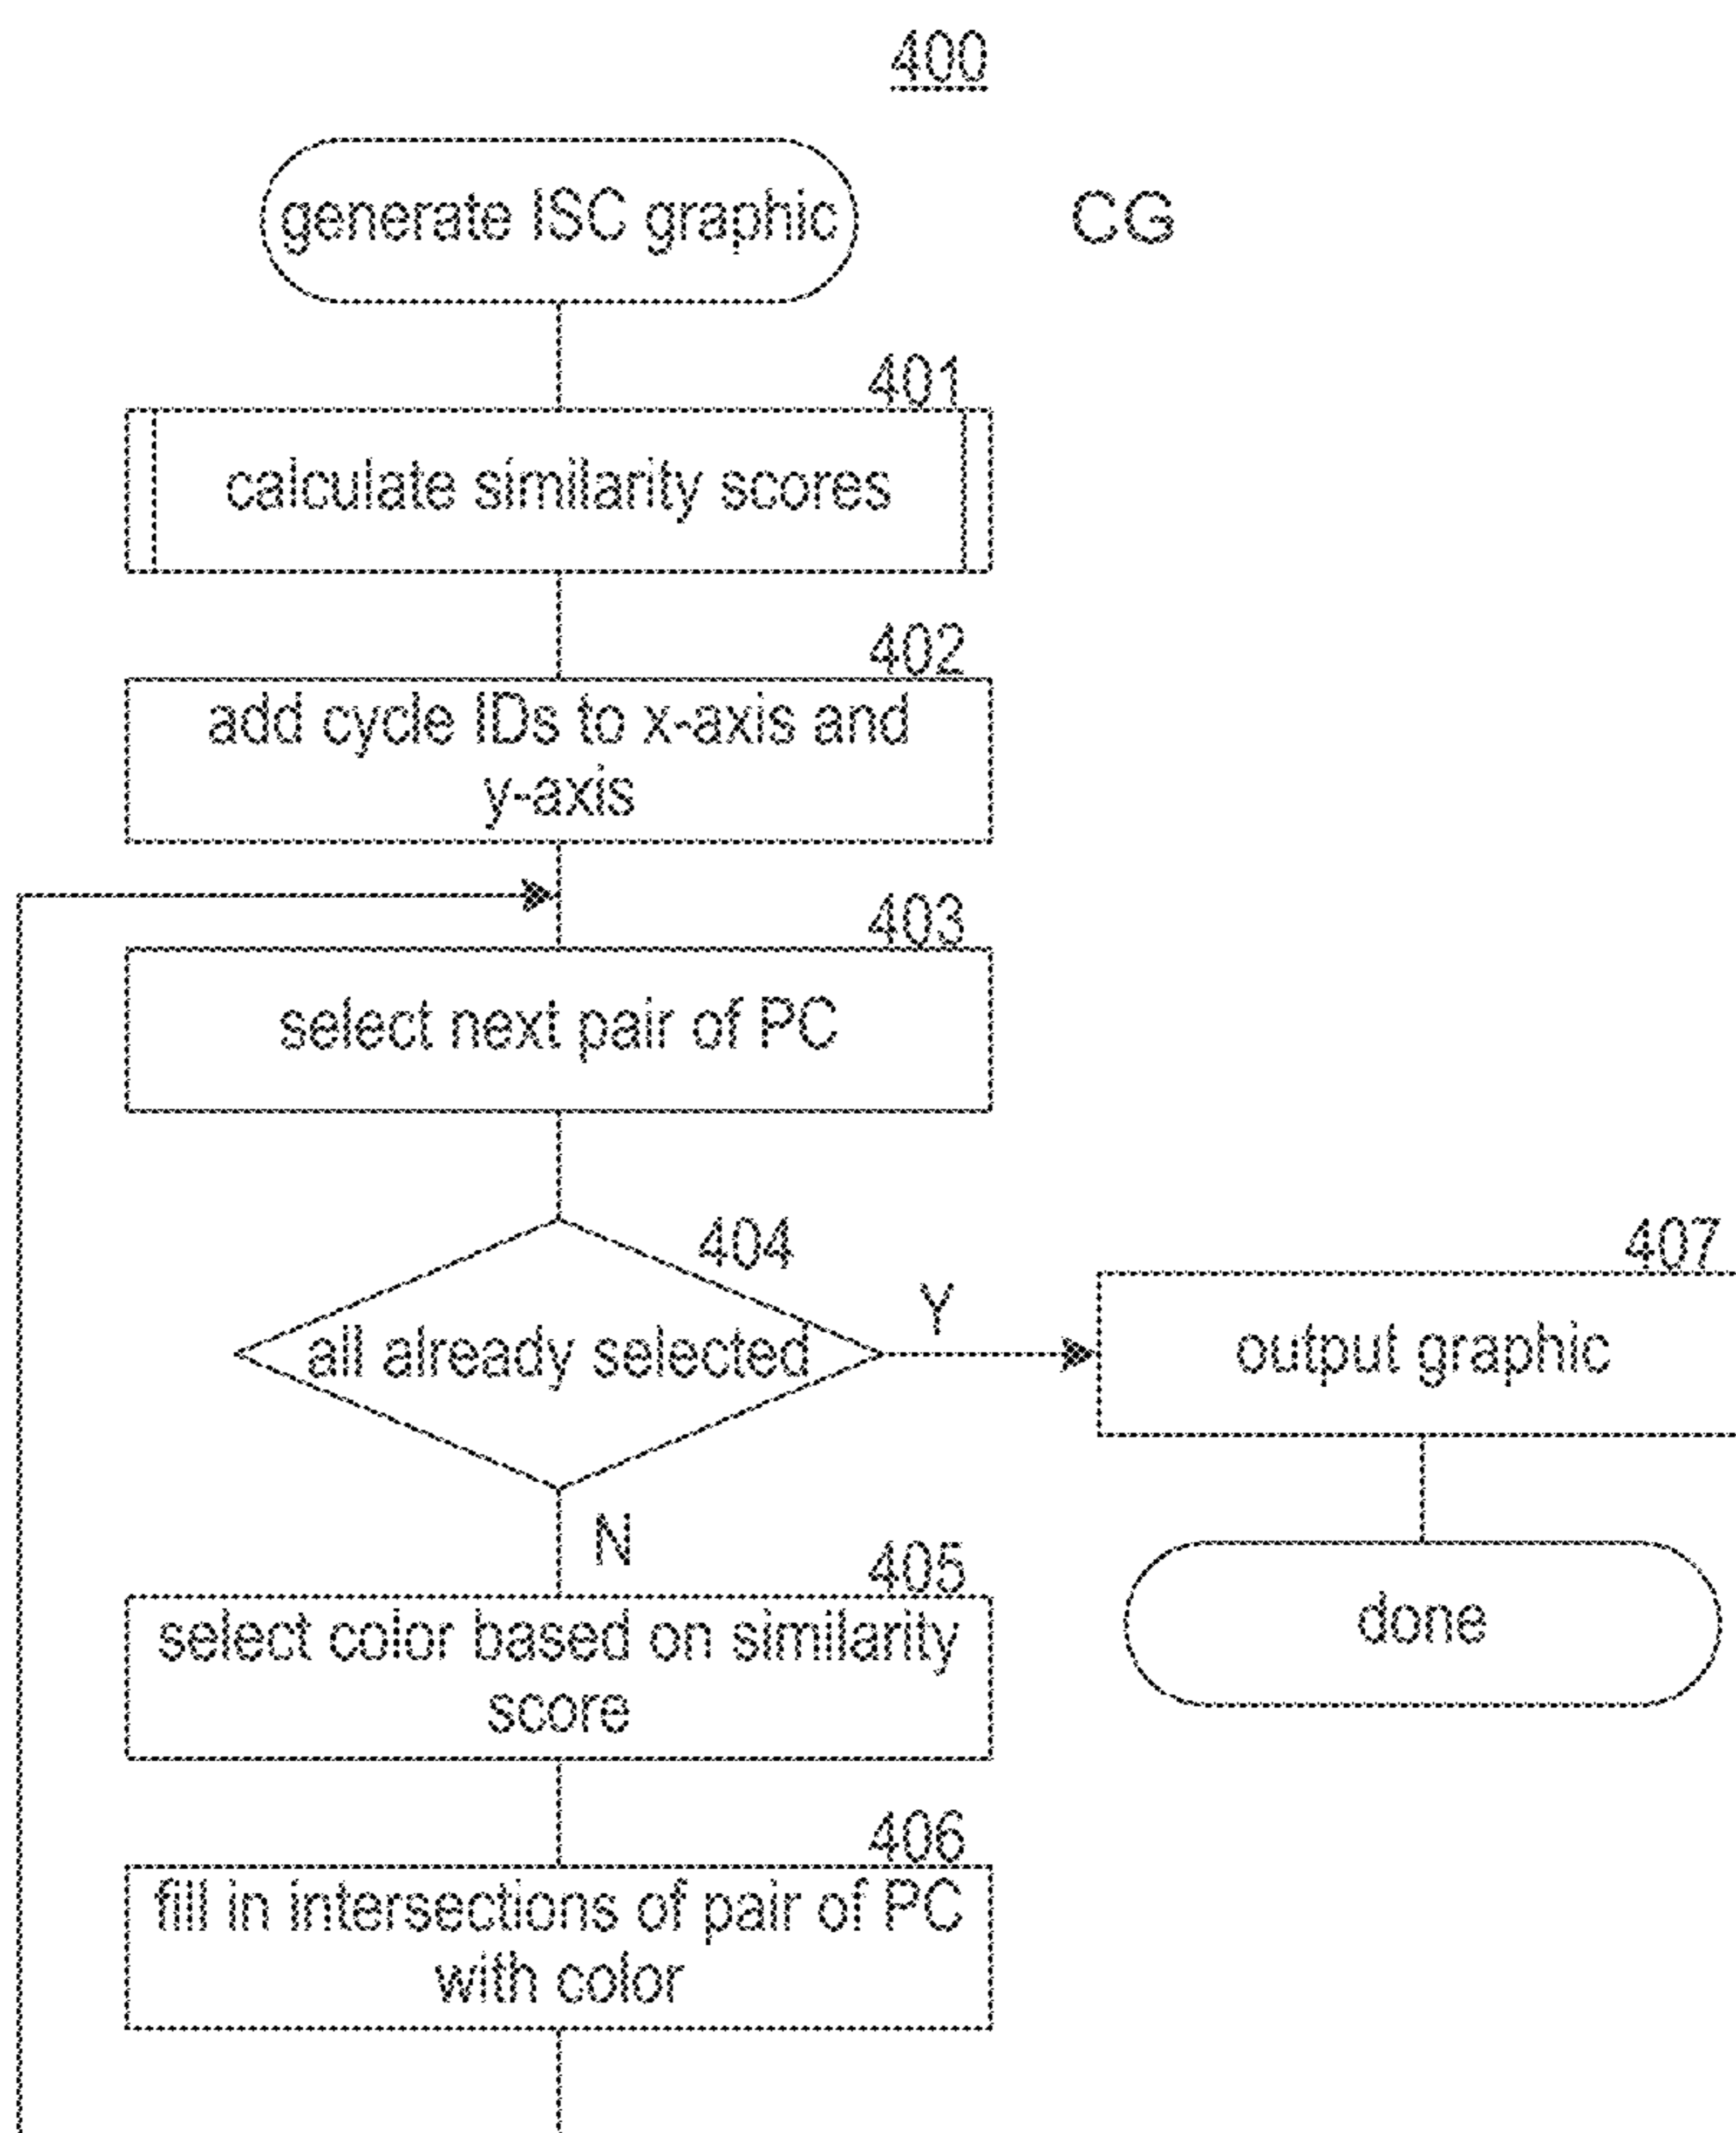 400
generate ISC graphic
CG
401
calculate similarity scores
402
add cycle IDs to x-axis and
y-axis
403
select next pair of PC
404
all already selected
Y
407
output graphic
N
done
405
select color based on similarity
score
406
fill in intersections of pair of PC
with color